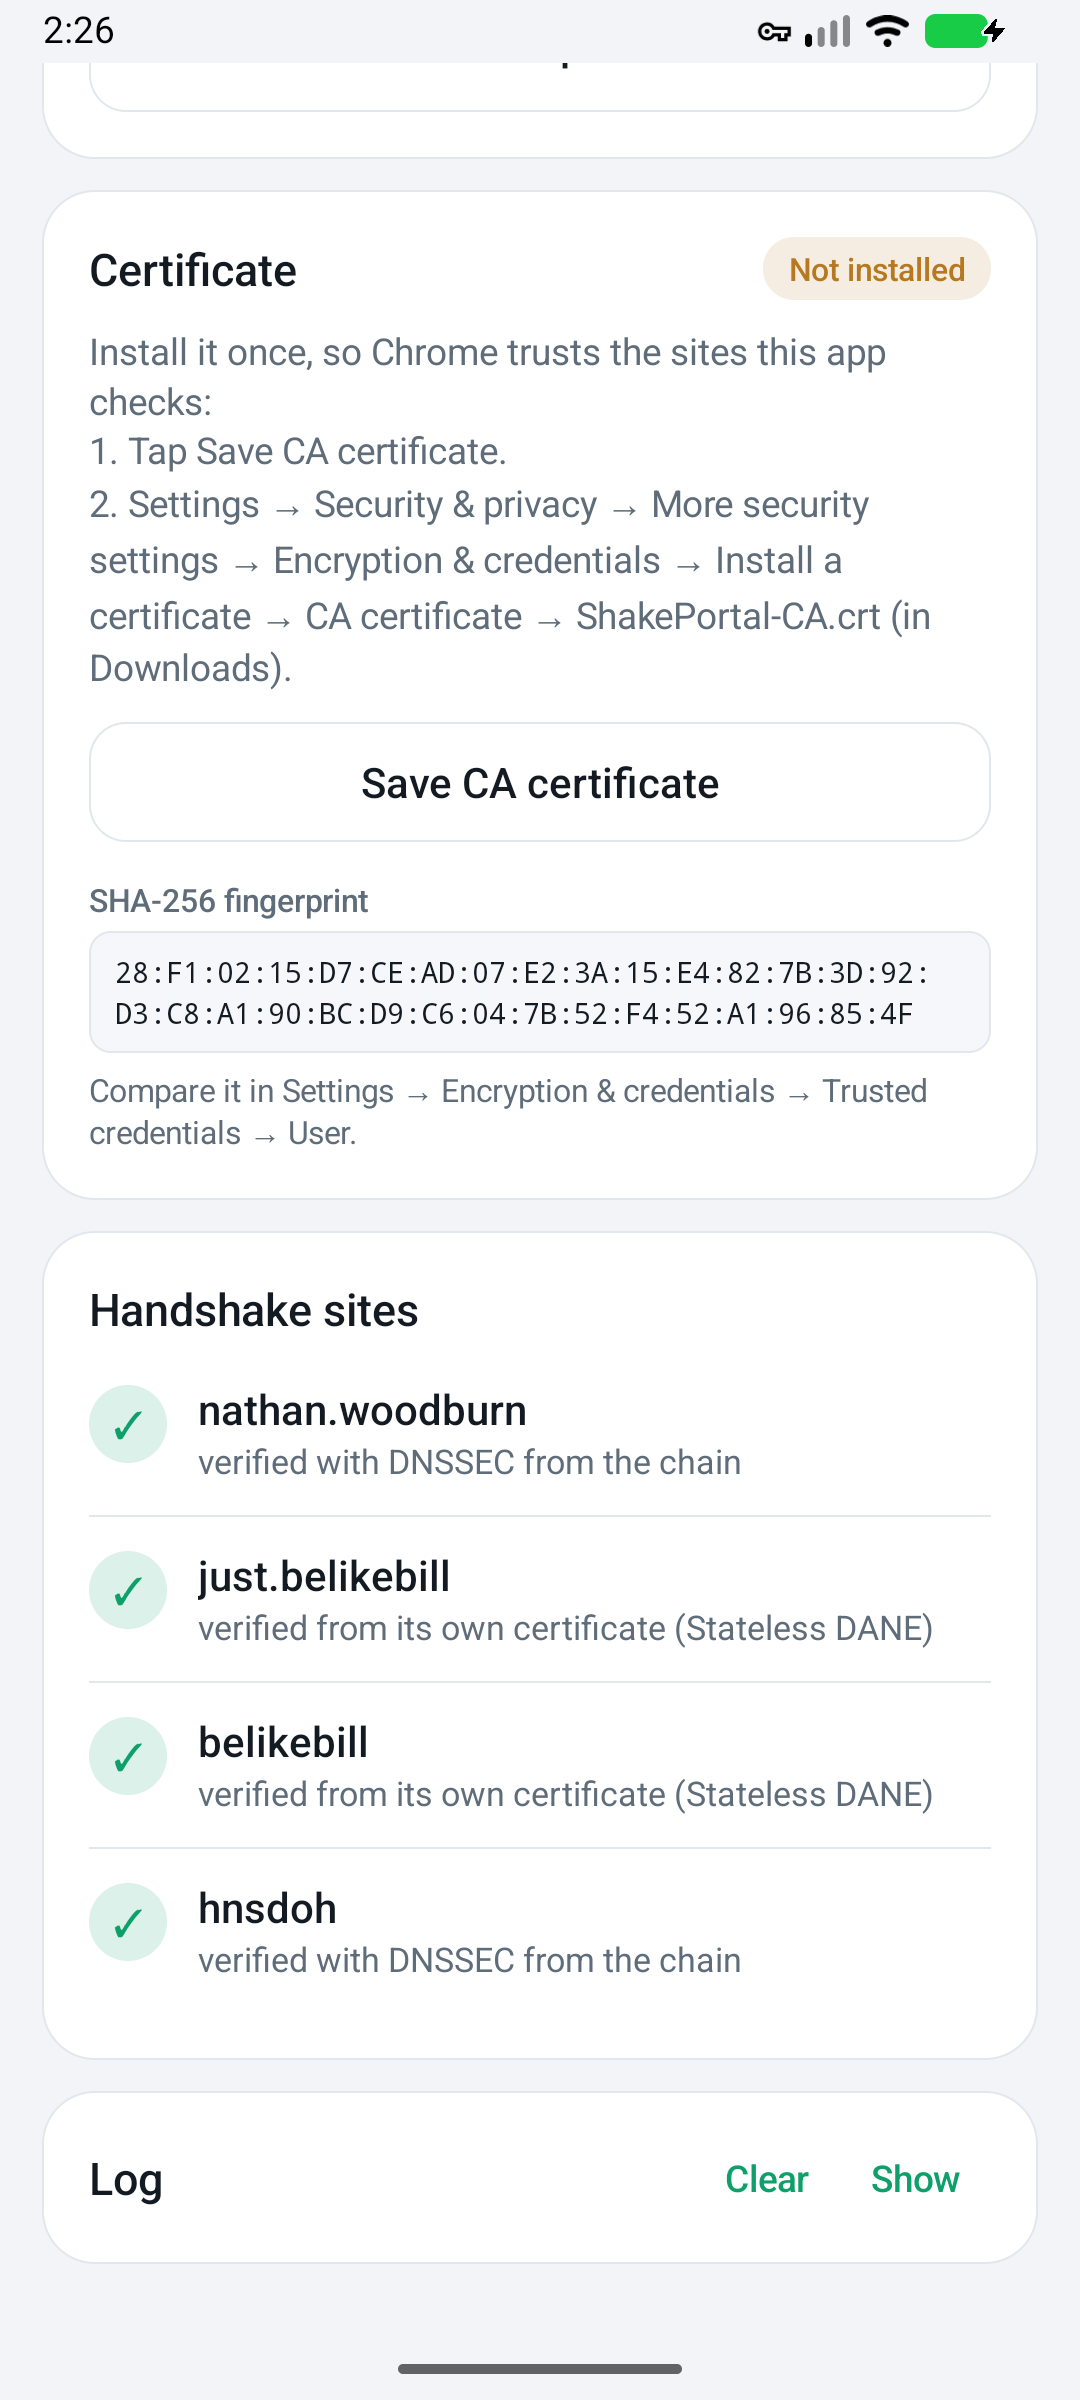 2:26
Certificate
Not installed
Install it once, so Chrome trusts the sites this app
checks:
1. Tap Save CA certificate.
2. Settings → Security & privacy → More security
settings → Encryption & credentials → Install a
certificate → CA certificate → ShakePortal-CA.crt (in
Downloads).
Save CA certificate
SHA-256 fingerprint
28:F1:02:15:D7:CE:AD:07:E2:3A:15:E4:82:7B:3D:92:
D3:C8:A1:90:BC:D9:C6:04:7B:52:F4:52:A1:96:85:4F
Compare it in Settings → Encryption & credentials → Trusted
credentials → User.
Handshake sites
✓ nathan.woodburn
verified with DNSSEC from the chain
✓ just.belikebill
verified from its own certificate (Stateless DANE)
✓ belikebill
verified from its own certificate (Stateless DANE)
✓ hnsdoh
verified with DNSSEC from the chain
Log
Clear
Show